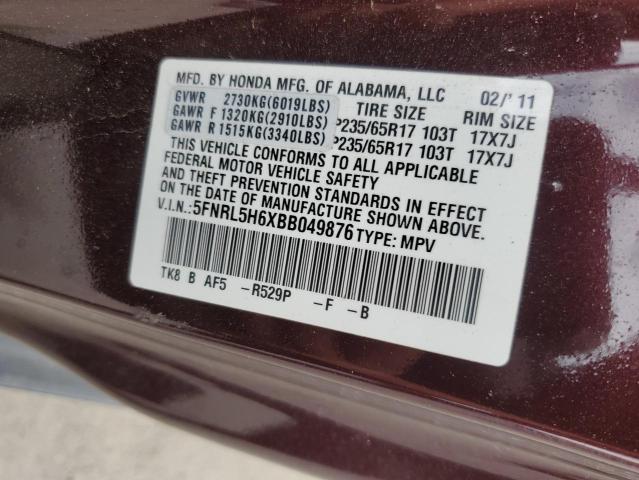 MFD. BY HONDA MFG. OF ALABAMA, LLC 02/'11
GVWR 2730KG(6019LBS) TIRE SIZE RIM SIZE
GAWR F 1320KG(2910LBS) P235/65R17 103T 17X7J
GAWR R 1515KG(3340LBS) P235/65R17 103T 17X7J
THIS VEHICLE CONFORMS TO ALL APPLICABLE
FEDERAL MOTOR VEHICLE SAFETY
AND THEFT PREVENTION STANDARDS IN EFFECT
ON THE DATE OF MANUFACTURE SHOWN ABOVE.
V.I.N.: 5FNRL5H6XBB049876 TYPE: MPV
TK8 B AF5 -R529P -F -B